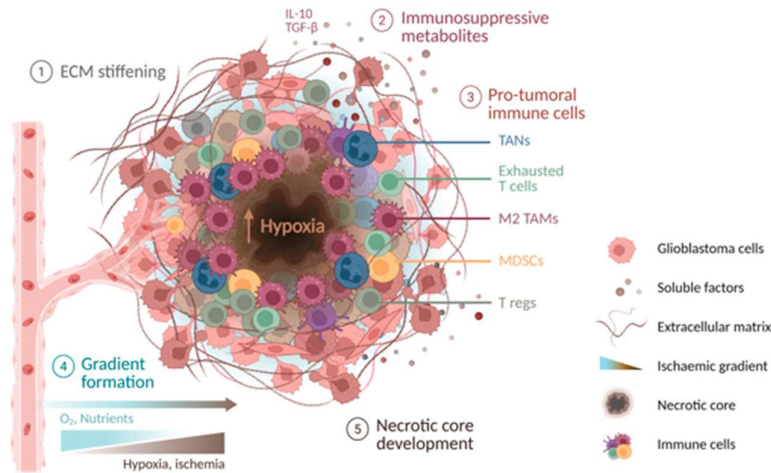 IL-10
TGF-β
2 Immunosuppressive
metabolites
1 ECM stiffening
3 Pro-tumoral
immune cells
TANs
Exhausted
T cells
M2 TAMs
MDSCs
T regs
Hypoxia
4 Gradient
formation
O₂, Nutrients
Hypoxia, ischemia
5 Necrotic core
development
Glioblastoma cells
Soluble factors
Extracellular matrix
Ischaemic gradient
Necrotic core
Immune cells